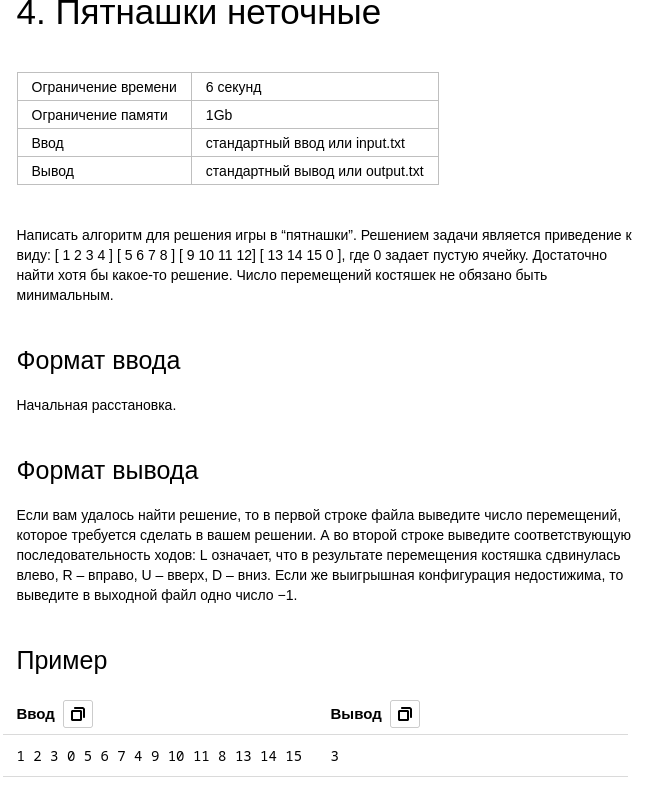 4. Пятнашки неточные
Ограничение времени 6 секунд
Ограничение памяти 1Gb
Ввод стандартный ввод или input.txt
Вывод стандартный вывод или output.txt
Написать алгоритм для решения игры в “пятнашки”. Решением задачи является приведение к
виду: [ 1 2 3 4 ] [ 5 6 7 8 ] [ 9 10 11 12] [ 13 14 15 0 ], где 0 задает пустую ячейку. Достаточно
найти хотя бы какое-то решение. Число перемещений костяшек не обязано быть
минимальным.
Формат ввода
Начальная расстановка.
Формат вывода
Если вам удалось найти решение, то в первой строке файла выведите число перемещений,
которое требуется сделать в вашем решении. А во второй строке выведите соответствующую
последовательность ходов: L означает, что в результате перемещения костяшка сдвинулась
влево, R – вправо, U – вверх, D – вниз. Если же выигрышная конфигурация недостижима, то
выведите в выходной файл одно число −1.
Пример
Ввод Вывод
1 2 3 0 5 6 7 4 9 10 11 8 13 14 15 3